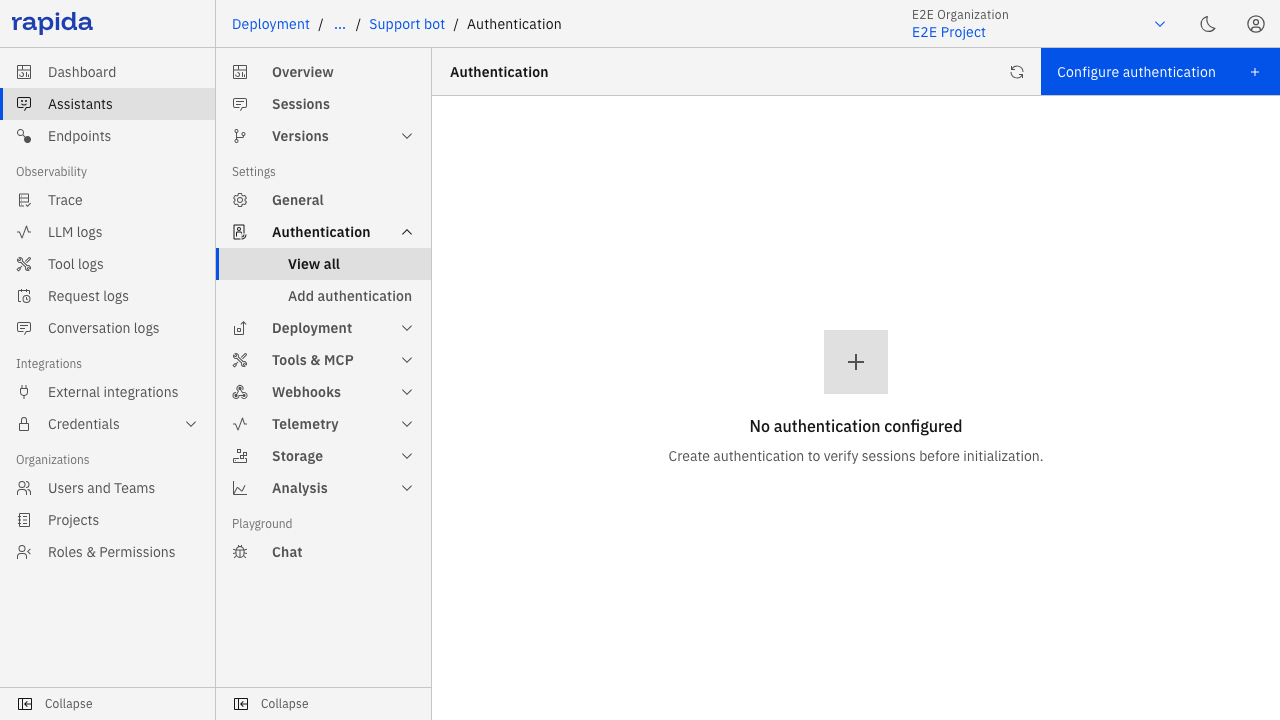 rapida
Deployment / ... / Support bot / Authentication
E2E Organization
E2E Project
Dashboard
Assistants
Endpoints
Observability
Trace
LLM logs
Tool logs
Request logs
Conversation logs
Integrations
External integrations
Credentials
Organizations
Users and Teams
Projects
Roles & Permissions
Collapse
Overview
Sessions
Versions
Settings
General
Authentication
View all
Add authentication
Deployment
Tools & MCP
Webhooks
Telemetry
Storage
Analysis
Playground
Chat
Collapse
Authentication
Configure authentication
No authentication configured
Create authentication to verify sessions before initialization.